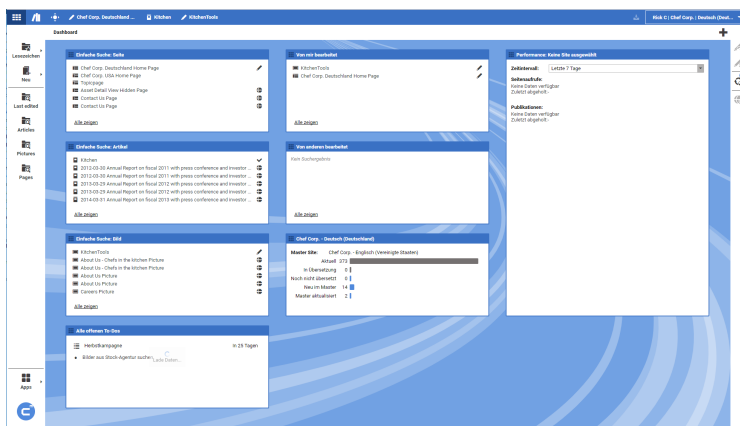 Chef Corp. Deutschland ...
Kitchen
KitchenTools
Rick C | Chef Corp. | Deutsch (Deut...
Dashboard
Lesezeichen
Neu
Last edited
Articles
Pictures
Pages
Apps
Einfache Suche: Seite
Chef Corp. Deutschland Home Page
Chef Corp. USA Home Page
Topicpage
Asset Detail View Hidden Page
Contact Us Page
Contact Us Page
Alle zeigen
Von mir bearbeitet
KitchenTools
Chef Corp. Deutschland Home Page
Alle zeigen
Performance: Keine Site ausgewählt
Zeitintervall: Letzte 7 Tage
Seitenaufrufe:
Keine Daten verfügbar
Zuletzt abgeholt: -
Publikationen:
Keine Daten verfügbar
Zuletzt abgeholt: -
Einfache Suche: Artikel
Kitchen
2012-03-30 Annual Report on fiscal 2011 with press conference and investor ...
2012-03-30 Annual Report on fiscal 2011 with press conference and investor ...
2013-03-29 Annual Report on fiscal 2012 with press conference and investor ...
2013-03-29 Annual Report on fiscal 2012 with press conference and investor ...
2014-03-31 Annual Report on fiscal 2013 with press conference and investor ...
Alle zeigen
Von anderen bearbeitet
Kein Suchergebnis
Alle zeigen
Einfache Suche: Bild
KitchenTools
About Us - Chefs in the kitchen Picture
About Us - Chefs in the kitchen Picture
About Us Picture
About Us Picture
Careers Picture
Alle zeigen
Chef Corp. - Deutsch (Deutschland)
Master Site: Chef Corp. - Englisch (Vereinigte Staaten)
Aktuell 373
In Übersetzung 0
Noch nicht übersetzt 0
Neu im Master 14
Master aktualisiert 2
Alle offenen To-Dos
Herbstkampagne In 25 Tagen
Bilder aus Stock-Agentur suchen
Lade Daten...